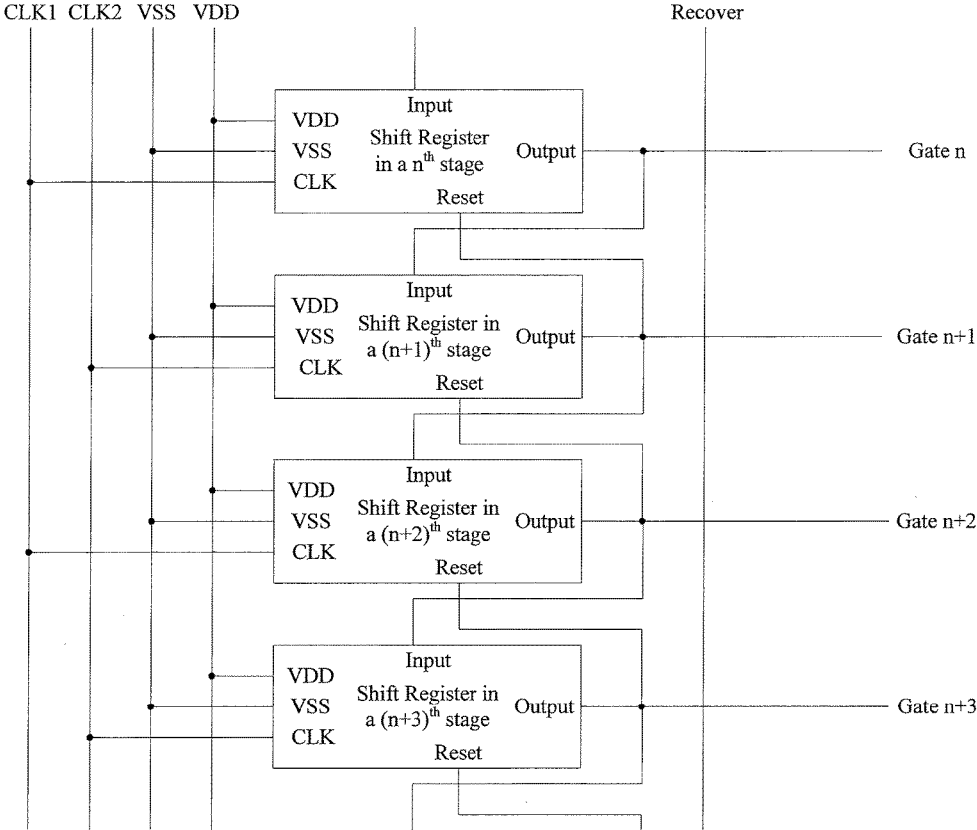 CLK1 CLK2 VSS VDD Recover
Input
VDD
Shift Register
in a nth stage
VSS
Output
Gate n
CLK
Reset
Input
VDD
Shift Register in
a (n+1)th stage
VSS
Output
Gate n+1
CLK
Reset
Input
VDD
Shift Register in
a (n+2)th stage
VSS
Output
Gate n+2
CLK
Reset
Input
VDD
Shift Register in
a (n+3)th stage
VSS
Output
Gate n+3
CLK
Reset